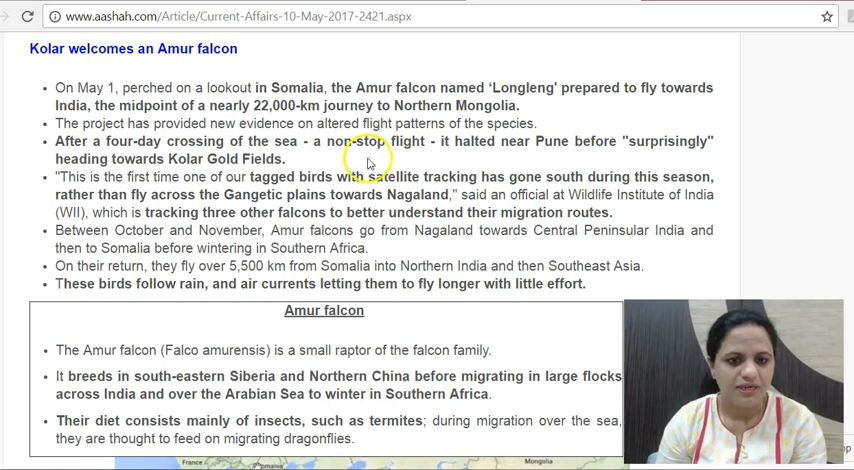 www.aashah.com/Article/Current-Affairs-10-May-2017-2421.aspx
Kolar welcomes an Amur falcon
• On May 1, perched on a lookout in Somalia, the Amur falcon named ‘Longleng' prepared to fly towards
India, the midpoint of a nearly 22,000-km journey to Northern Mongolia.
• The project has provided new evidence on altered flight patterns of the species.
• After a four-day crossing of the sea - a non-stop flight - it halted near Pune before "surprisingly"
heading towards Kolar Gold Fields.
• "This is the first time one of our tagged birds with satellite tracking has gone south during this season,
rather than fly across the Gangetic plains towards Nagaland," said an official at Wildlife Institute of India
(WII), which is tracking three other falcons to better understand their migration routes.
• Between October and November, Amur falcons go from Nagaland towards Central Peninsular India and
then to Somalia before wintering in Southern Africa.
• On their return, they fly over 5,500 km from Somalia into Northern India and then Southeast Asia.
• These birds follow rain, and air currents letting them to fly longer with little effort.
Amur falcon
• The Amur falcon (Falco amurensis) is a small raptor of the falcon family.
• It breeds in south-eastern Siberia and Northern China before migrating in large flocks
across India and over the Arabian Sea to winter in Southern Africa.
• Their diet consists mainly of insects, such as termites; during migration over the sea,
they are thought to feed on migrating dragonflies.
France
Romania
Mongolia